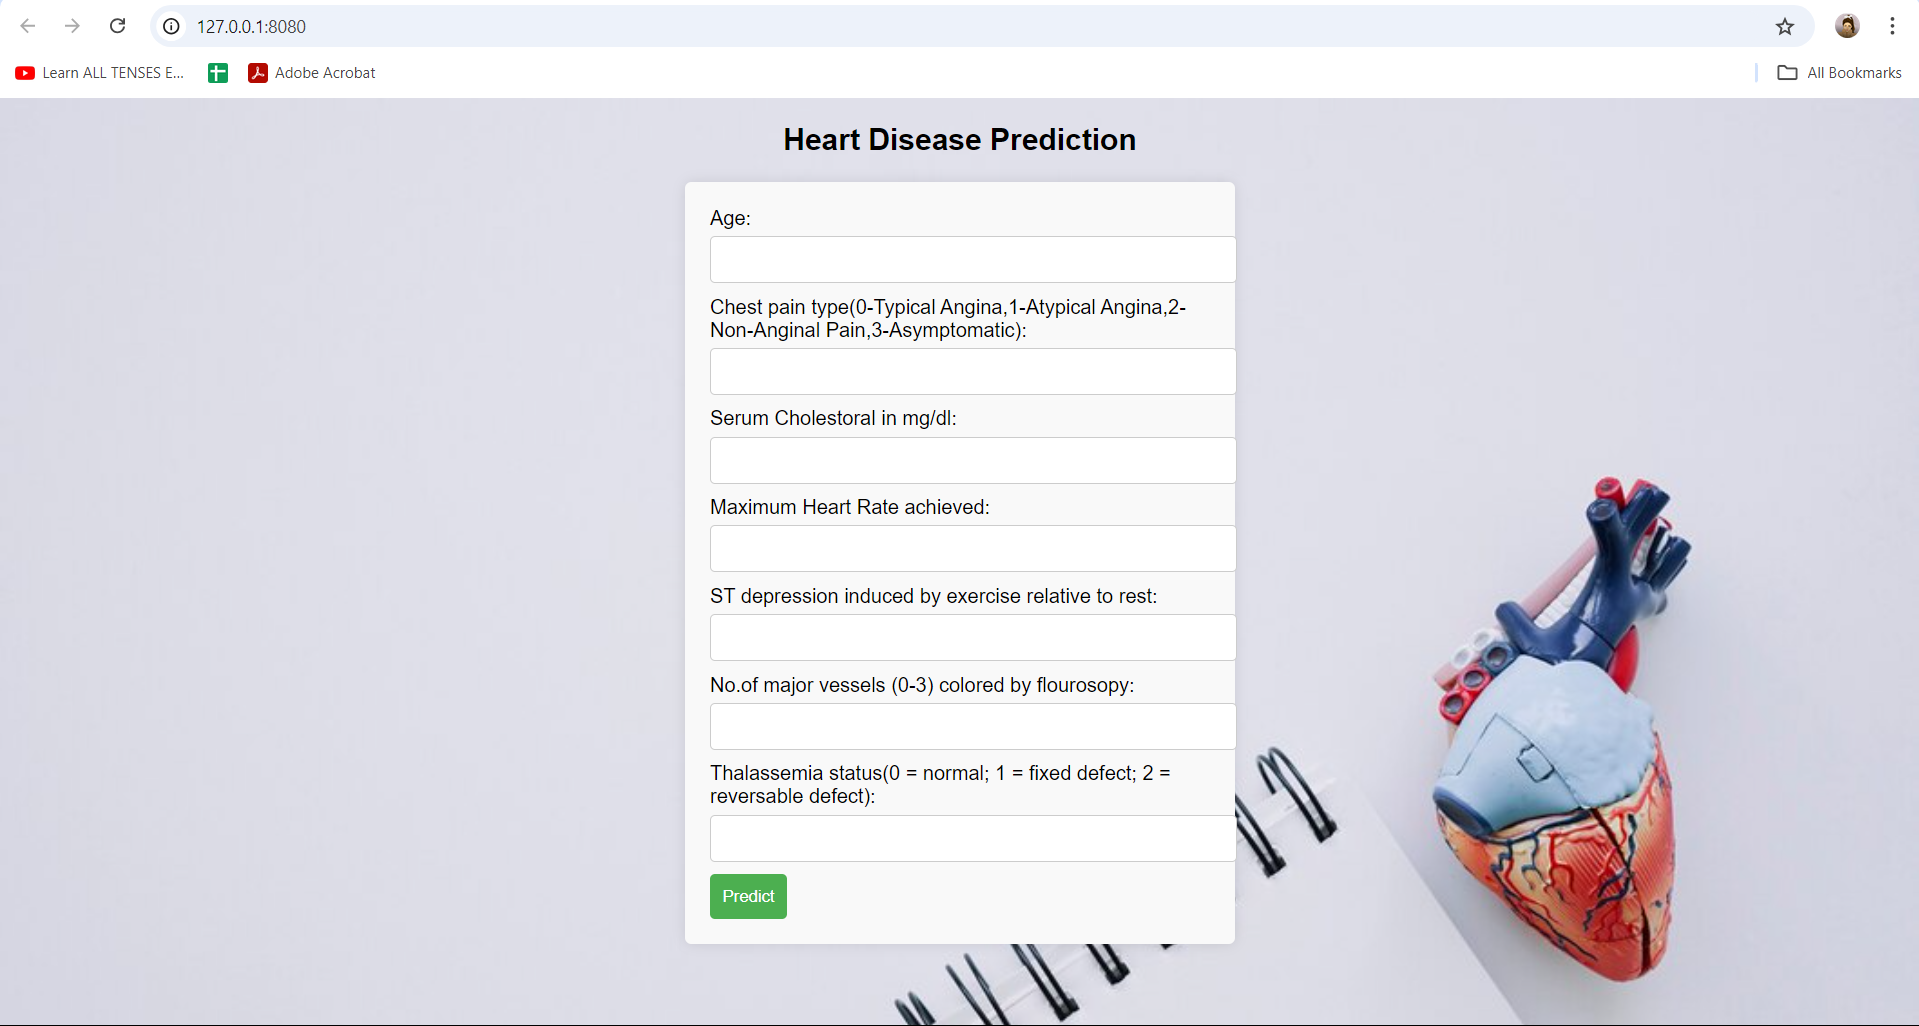 127.0.0.1:8080
Learn ALL TENSES E...
Adobe Acrobat
All Bookmarks
Heart Disease Prediction
Age:
Chest pain type(0-Typical Angina,1-Atypical Angina,2-
Non-Anginal Pain,3-Asymptomatic):
Serum Cholestoral in mg/dl:
Maximum Heart Rate achieved:
ST depression induced by exercise relative to rest:
No.of major vessels (0-3) colored by flourosopy:
Thalassemia status(0 = normal; 1 = fixed defect; 2 =
reversable defect):
Predict